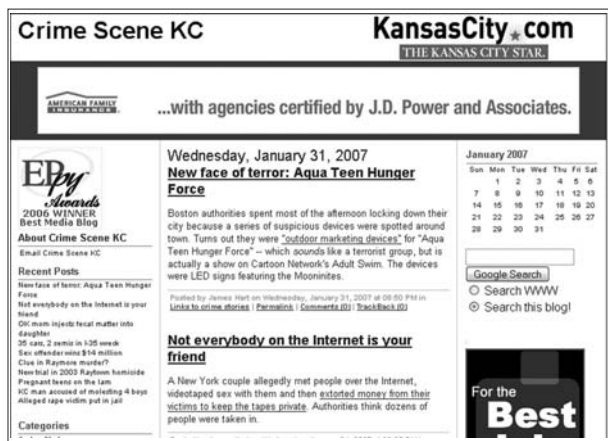 Crime Scene KC
KansasCity.com
THE KANSAS CITY STAR.
AMERICAN FAMILY
INSURANCE
...with agencies certified by J.D. Power and Associates.
EPpy
Awards
2006 WINNER
Best Media Blog
About Crime Scene KC
Email Crime Scene KC
Recent Posts
New face of terror: Aqua Teen Hunger
Force
Not everybody on the Internet is your
friend
OK mom injects fecal matter into
daughter
35 cars, 2 semis in I-35 wreck
Sex offender wins $14 million
Clue in Raymore murder?
New trial in 2003 Raytown homicide
Pregnant teens on the lam
KC man accused of molesting 4 boys
Alleged rape victim put in jail
Categories
Wednesday, January 31, 2007
New face of terror: Aqua Teen Hunger
Force
Boston authorities spent most of the afternoon locking down their
city because a series of suspicious devices were spotted around
town. Turns out they were "outdoor marketing devices" for "Aqua
Teen Hunger Force" -- which sounds like a terrorist group, but is
actually a show on Cartoon Network's Adult Swim. The devices
were LED signs featuring the Mooninites.
Posted by James Hart on Wednesday, January 31, 2007 at 06:50 PM in
Links to crime stories | Permalink | Comments (0) | TrackBack (0)
Not everybody on the Internet is your
friend
A New York couple allegedly met people over the Internet,
videotaped sex with them and then extorted money from their
victims to keep the tapes private. Authorities think dozens of
people were taken in.
January 2007
Sun Mon Tue Wed Thu Fri Sat
1 2 3 4 5 6
7 8 9 10 11 12 13
14 15 16 17 18 19 20
21 22 23 24 25 26 27
28 29 30 31
Google Search
Search WWW
Search this blog!
For the
Best